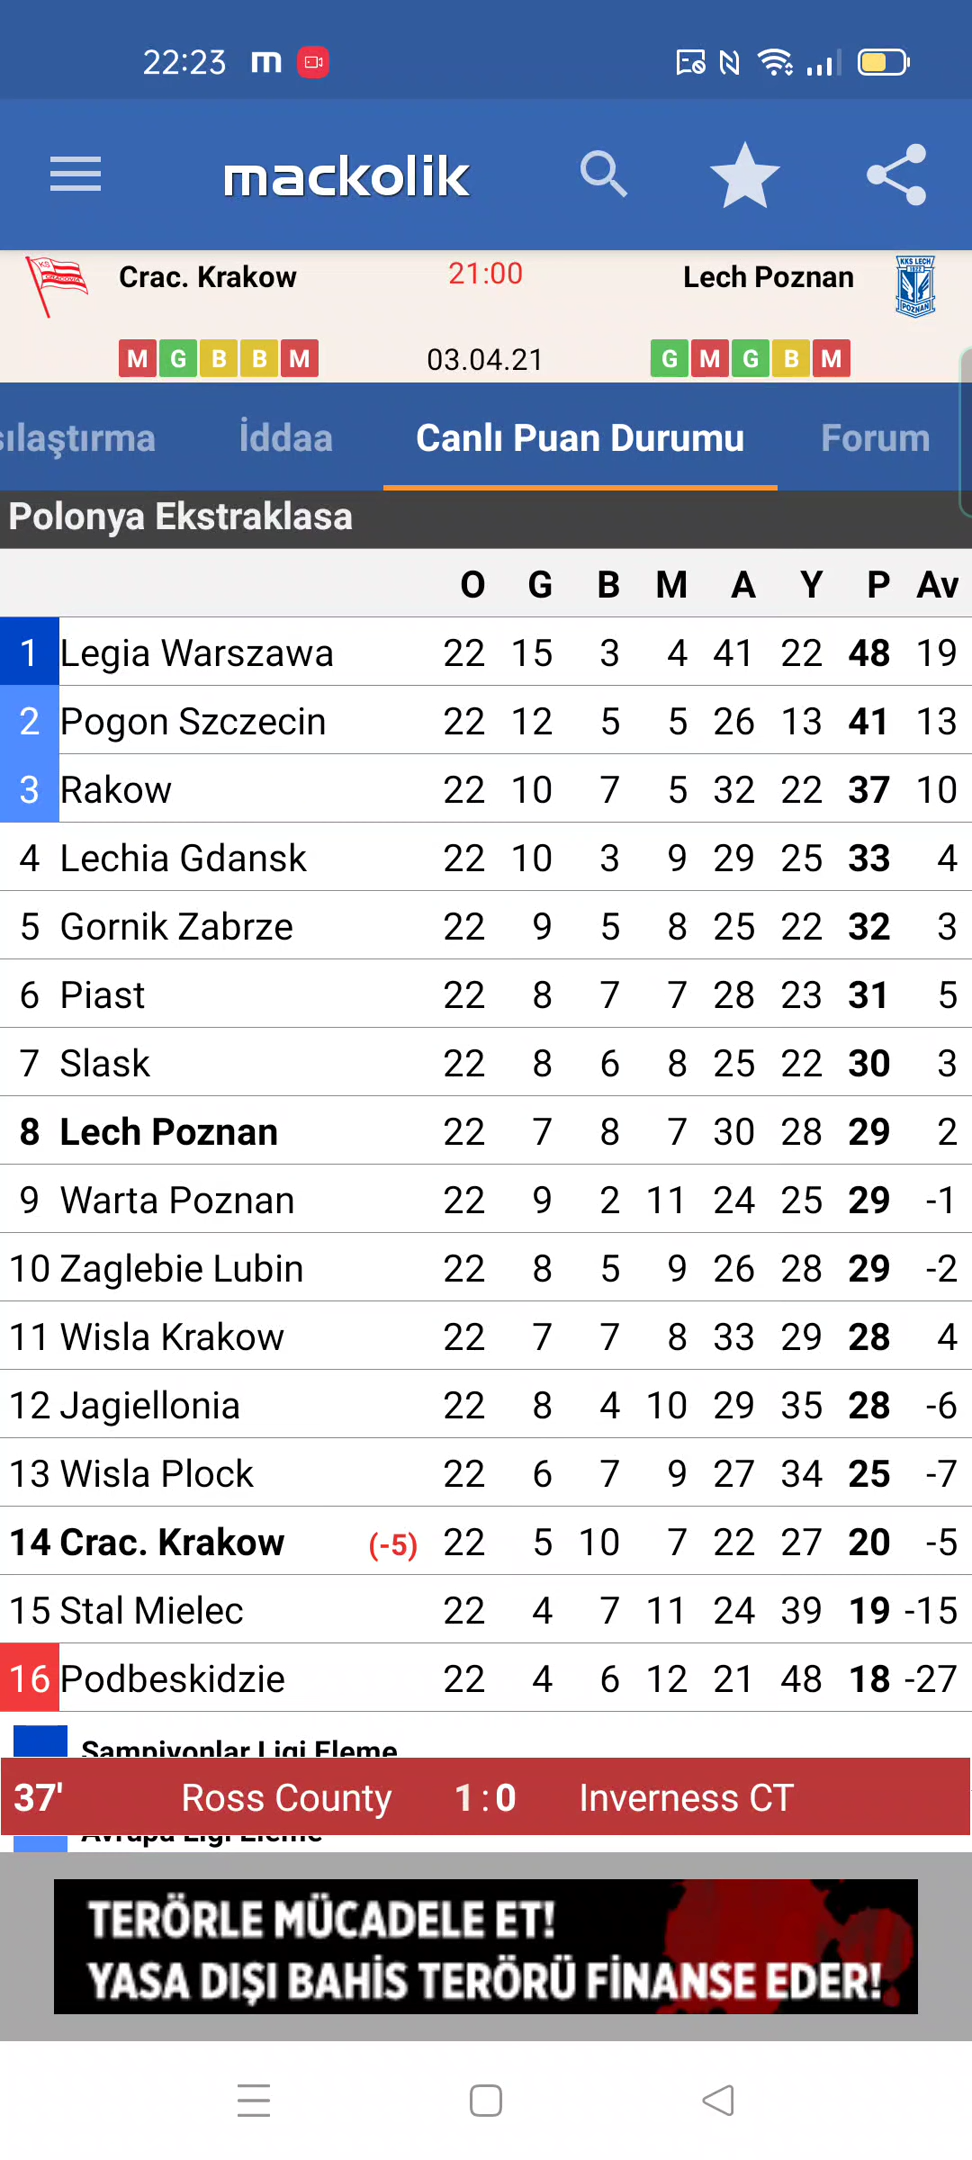 22:23 m
mackolik
Crac. Krakow 21:00 Lech Poznan
M G B B M 03.04.21 G M G B M
sılaştırma İddaa Canlı Puan Durumu Forum
Polonya Ekstraklasa
O G B M A Y P Av
1 Legia Warszawa 22 15 3 4 41 22 48 19
2 Pogon Szczecin 22 12 5 5 26 13 41 13
3 Rakow 22 10 7 5 32 22 37 10
4 Lechia Gdansk 22 10 3 9 29 25 33 4
5 Gornik Zabrze 22 9 5 8 25 22 32 3
6 Piast 22 8 7 7 28 23 31 5
7 Slask 22 8 6 8 25 22 30 3
8 Lech Poznan 22 7 8 7 30 28 29 2
9 Warta Poznan 22 9 2 11 24 25 29 -1
10 Zaglebie Lubin 22 8 5 9 26 28 29 -2
11 Wisla Krakow 22 7 7 8 33 29 28 4
12 Jagiellonia 22 8 4 10 29 35 28 -6
13 Wisla Plock 22 6 7 9 27 34 25 -7
14 Crac. Krakow (-5) 22 5 10 7 22 27 20 -5
15 Stal Mielec 22 4 7 11 24 39 19 -15
16 Podbeskidzie 22 4 6 12 21 48 18 -27
Şampiyonlar Ligi Eleme
37' Ross County 1:0 Inverness CT
Avrupa Ligi Eleme
TERÖRLE MÜCADELE ET!
YASA DIŞI BAHİS TERÖRÜ FİNANSE EDER!